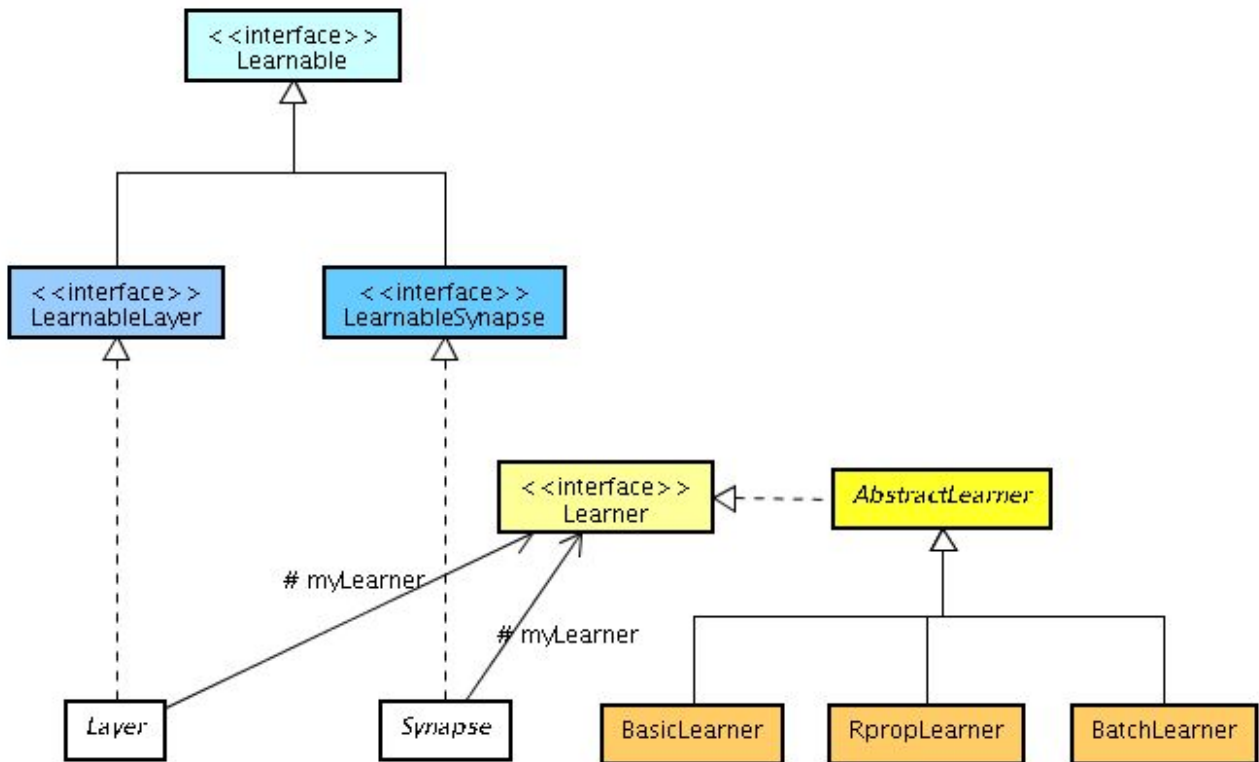 < <interface> >
Learnable
< <interface> >
LearnableLayer
< <interface> >
LearnableSynapse
< <interface> >
Learner
AbstractLearner
# myLearner
# myLearner
Layer
Synapse
BasicLearner
RpropLearner
BatchLearner